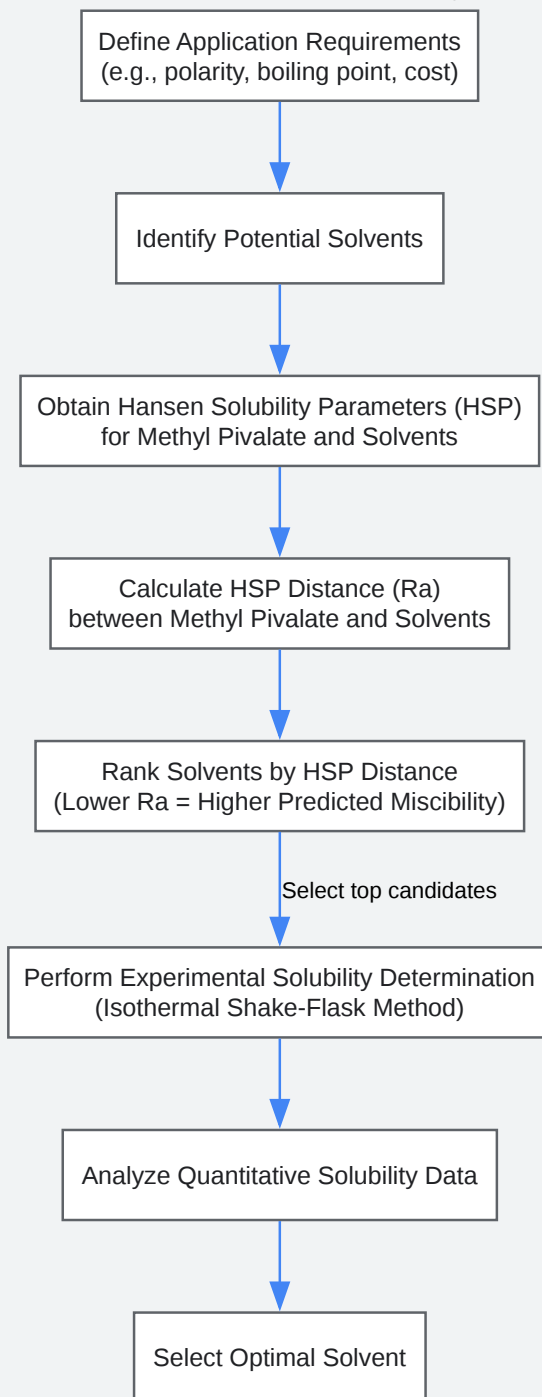 Define Application Requirements
(e.g., polarity, boiling point, cost)
Identify Potential Solvents
Obtain Hansen Solubility Parameters (HSP)
for Methyl Pivalate and Solvents
Calculate HSP Distance (Ra)
between Methyl Pivalate and Solvents
Rank Solvents by HSP Distance
(Lower Ra = Higher Predicted Miscibility)
Select top candidates
Perform Experimental Solubility Determination
(Isothermal Shake-Flask Method)
Analyze Quantitative Solubility Data
Select Optimal Solvent